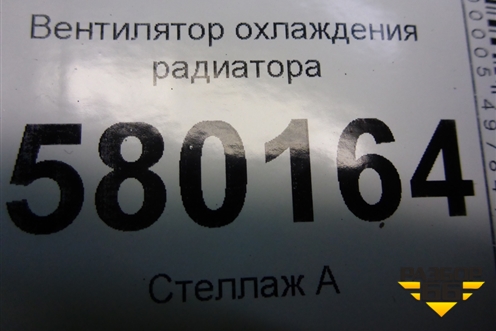 Вентилятор охлаждения
радиатора
580164
Стеллаж А